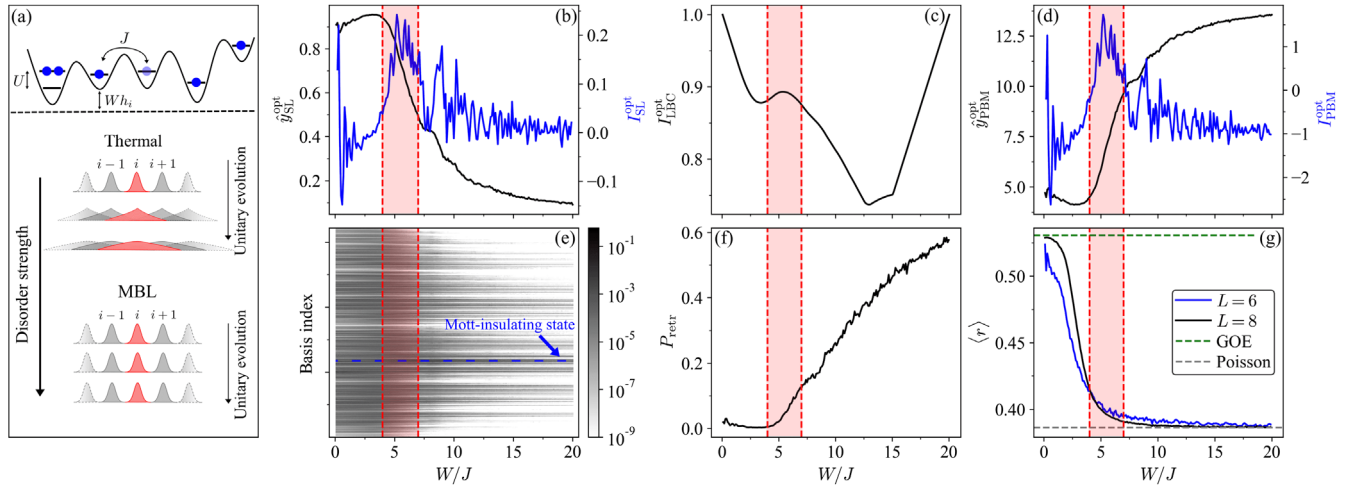 (a)
J
U
Wh_i
Thermal
i − 1 i i + 1
Unitary evolution
Disorder strength
MBL
i − 1 i i + 1
Unitary evolution
(b)
ŷ_SL^opt
0.8
0.6
0.4
0.2
0.2
0.1
0.0
−0.1
I_SL^opt
(c)
I_LBC^opt
1.0
0.9
0.8
(d)
ŷ_PBM^opt
12.5
10.0
7.5
5.0
1
0
−1
−2
I_PBM^opt
(e)
Basis index
Mott-insulating state
10^−1
10^−3
10^−5
10^−7
10^−9
0 5 10 15 20
W/J
(f)
P_retr
0.6
0.4
0.2
0.0
0 5 10 15 20
W/J
(g)
⟨r⟩
0.50
0.45
0.40
L = 6
L = 8
GOE
Poisson
0 5 10 15 20
W/J